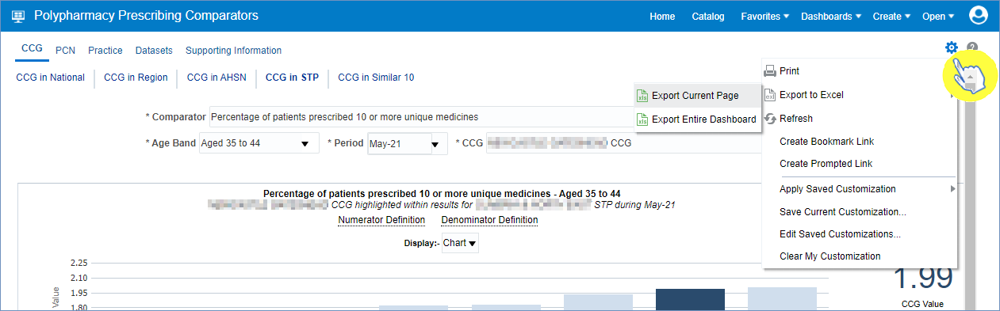 Polypharmacy Prescribing Comparators
Home Catalog Favorites Dashboards Create Open
CCG PCN Practice Datasets Supporting Information
?
CCG in National CCG in Region CCG in AHSN CCG in STP CCG in Similar 10
Print
Export to Excel
Refresh
Create Bookmark Link
Create Prompted Link
Apply Saved Customization
Save Current Customization...
Edit Saved Customizations...
Clear My Customization
xls Export Current Page
xls Export Entire Dashboard
* Comparator Percentage of patients prescribed 10 or more unique medicines
* Age Band Aged 35 to 44 * Period May-21 * CCG CCG
Percentage of patients prescribed 10 or more unique medicines - Aged 35 to 44
CCG highlighted within results for STP during May-21
Numerator Definition Denominator Definition
Display:- Chart
2.25
2.10
1.95
1.80
Value
1.99
CCG Value